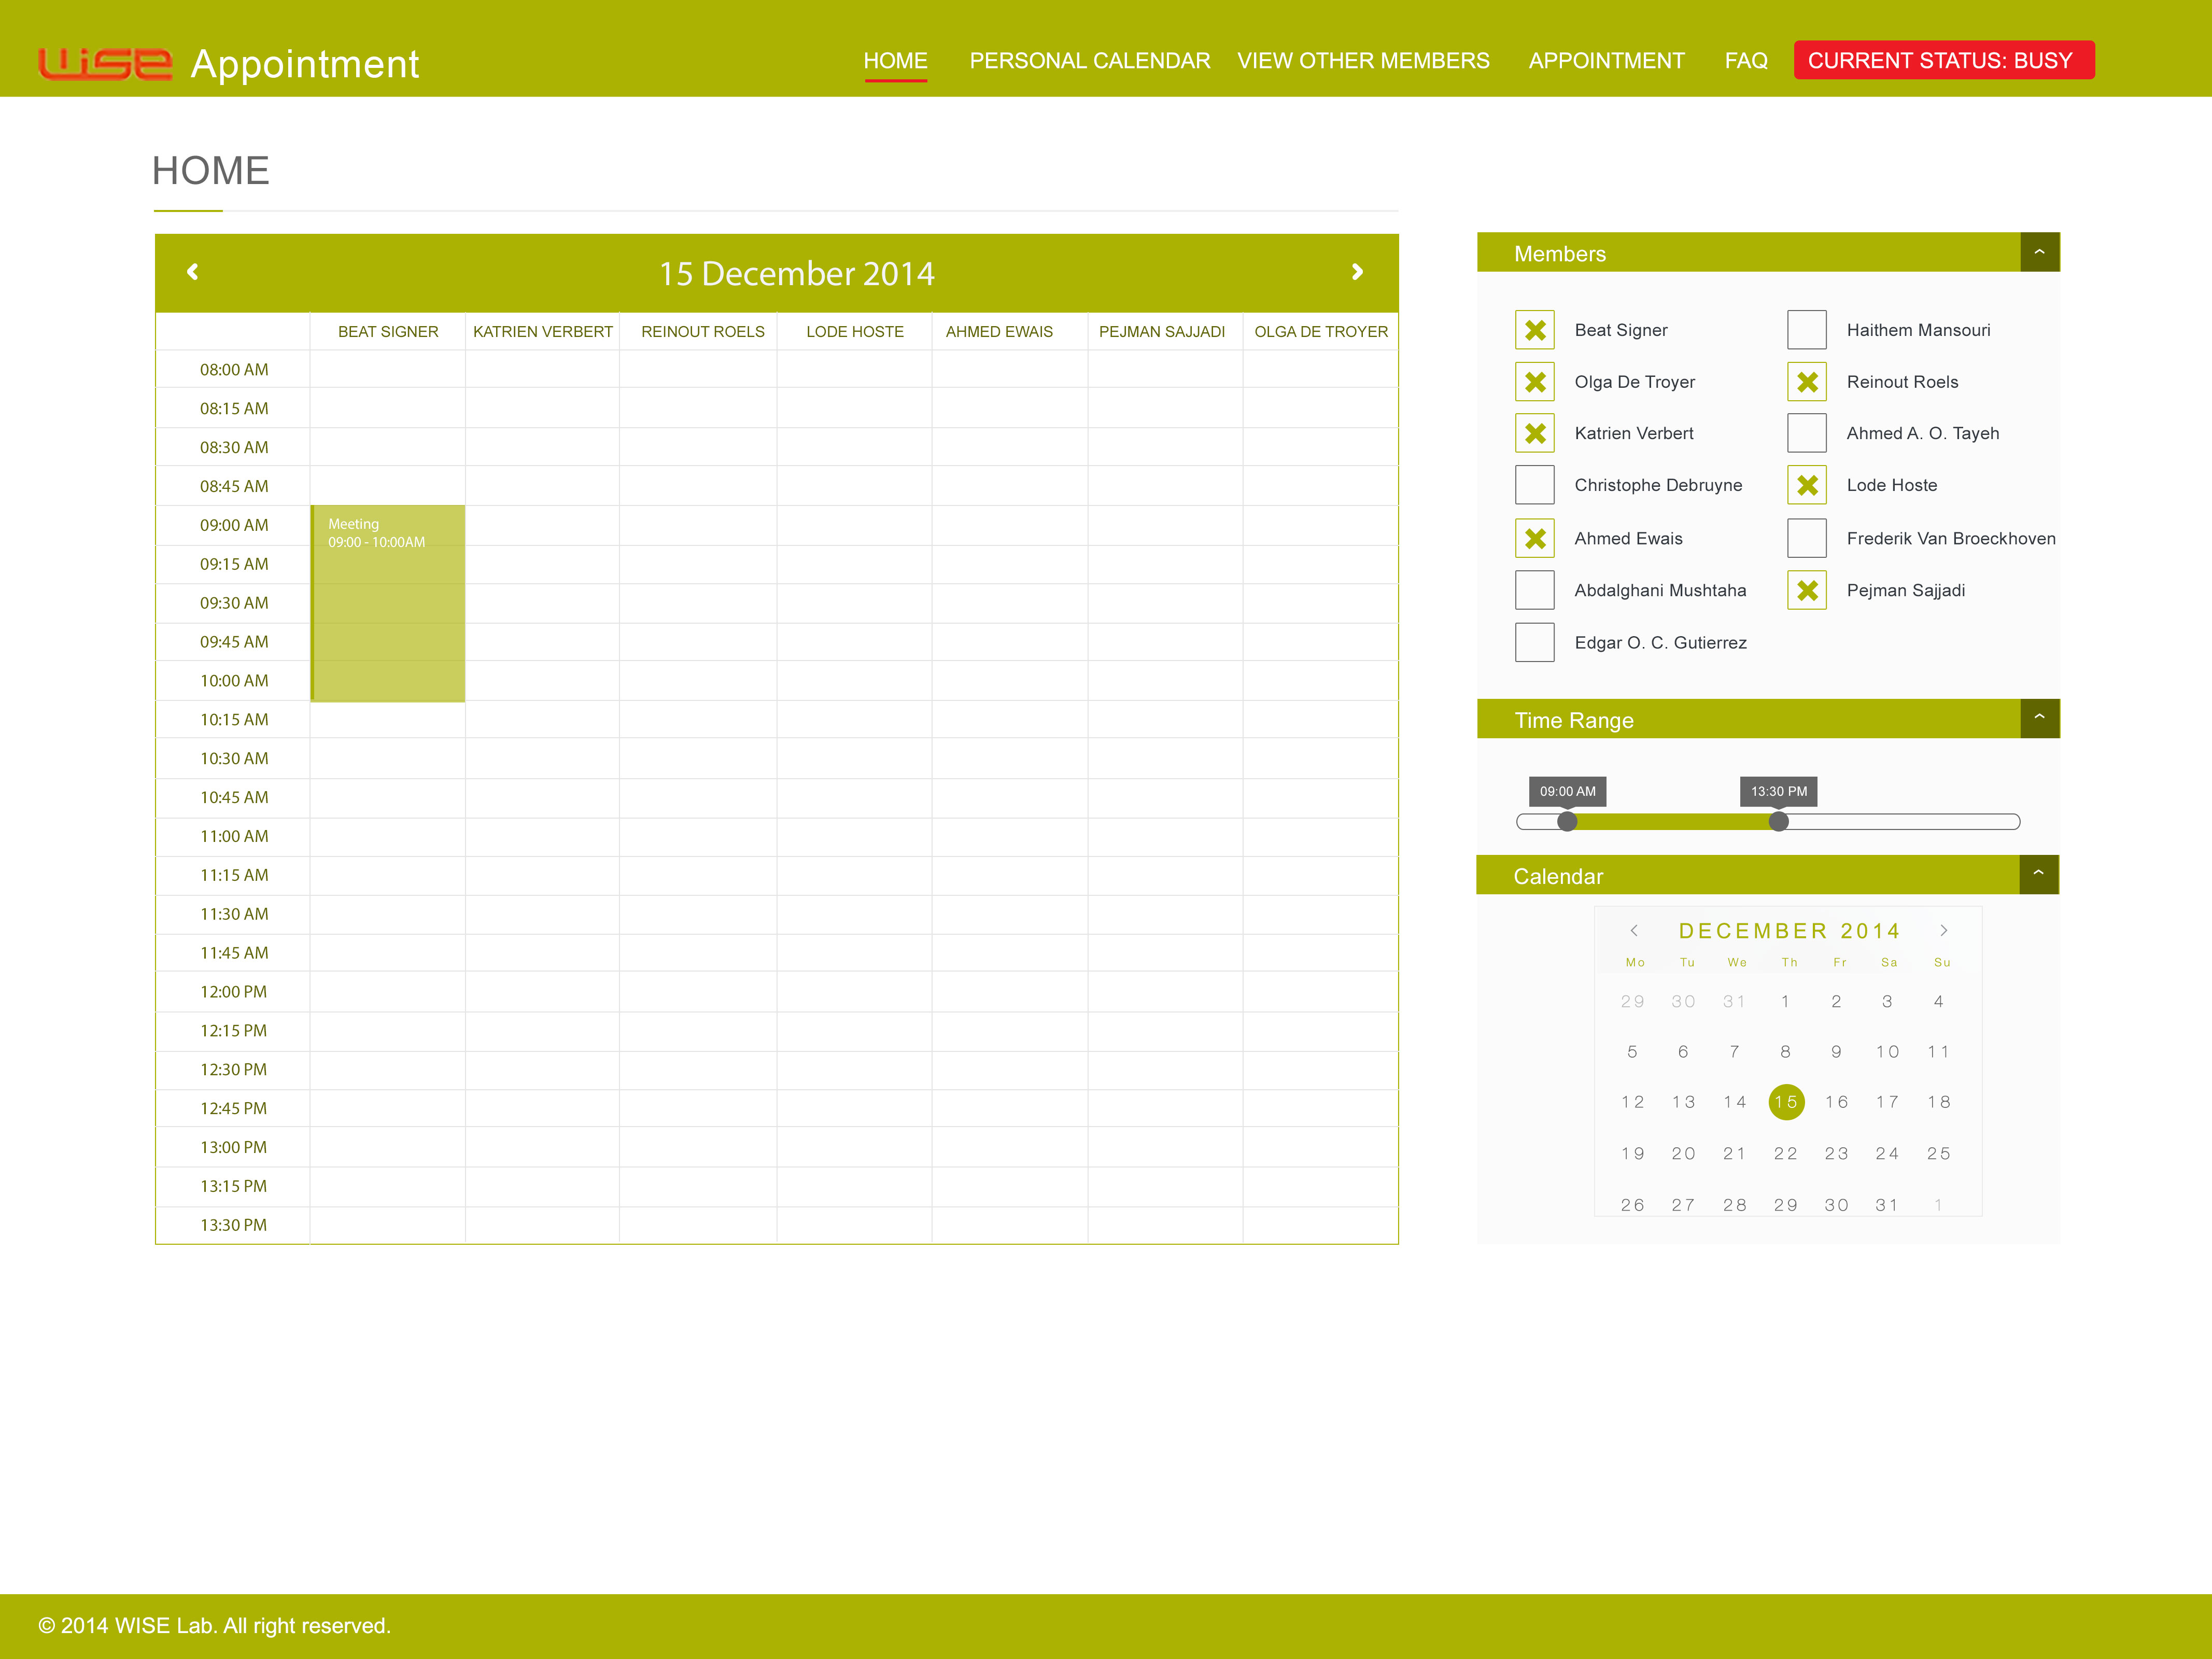 WISE Appointment
HOME PERSONAL CALENDAR VIEW OTHER MEMBERS APPOINTMENT FAQ CURRENT STATUS: BUSY
HOME
15 December 2014
BEAT SIGNER KATRIEN VERBERT REINOUT ROELS LODE HOSTE AHMED EWAIS PEJMAN SAJJADI OLGA DE TROYER
08:00 AM
08:15 AM
08:30 AM
08:45 AM
09:00 AM
Meeting
09:00 - 10:00AM
09:15 AM
09:30 AM
09:45 AM
10:00 AM
10:15 AM
10:30 AM
10:45 AM
11:00 AM
11:15 AM
11:30 AM
11:45 AM
12:00 PM
12:15 PM
12:30 PM
12:45 PM
13:00 PM
13:15 PM
13:30 PM
Members
Beat Signer Haithem Mansouri
Olga De Troyer Reinout Roels
Katrien Verbert Ahmed A. O. Tayeh
Christophe Debruyne Lode Hoste
Ahmed Ewais Frederik Van Broeckhoven
Abdalghani Mushtaha Pejman Sajjadi
Edgar O. C. Gutierrez
Time Range
09:00 AM 13:30 PM
Calendar
DECEMBER 2014
Mo Tu We Th Fr Sa Su
29 30 31 1 2 3 4
5 6 7 8 9 10 11
12 13 14 15 16 17 18
19 20 21 22 23 24 25
26 27 28 29 30 31 1
© 2014 WISE Lab. All right reserved.